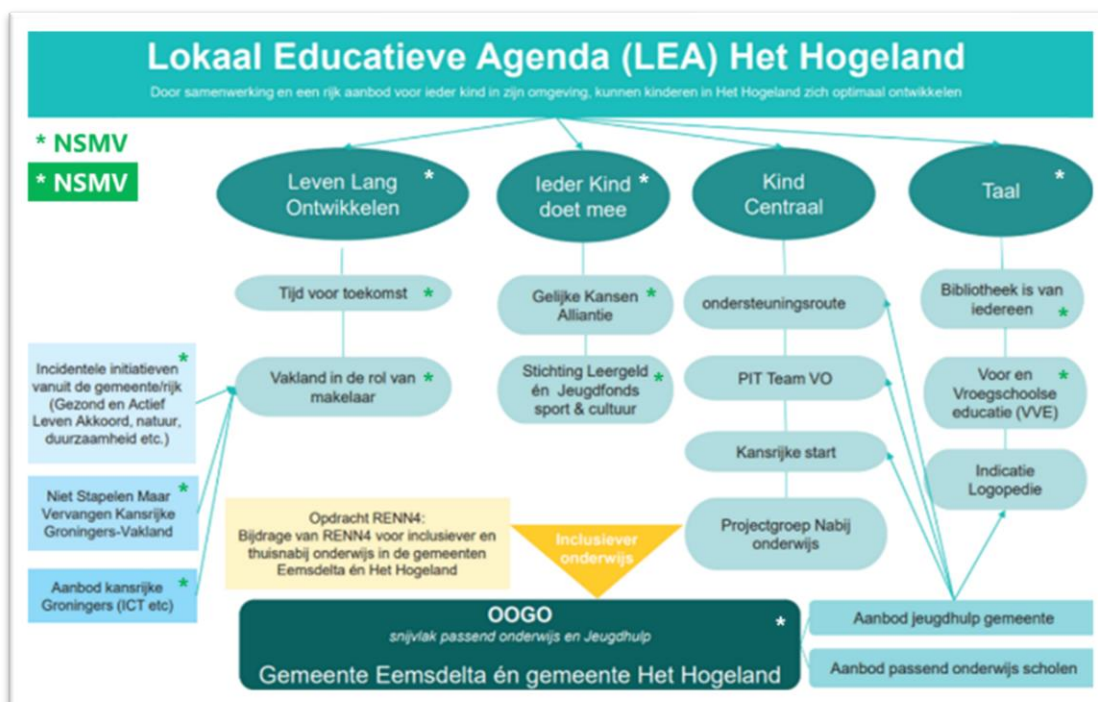 Lokaal Educatieve Agenda (LEA) Het Hogeland
Door samenwerking en een rijk aanbod voor ieder kind in zijn omgeving, kunnen kinderen in Het Hogeland zich optimaal ontwikkelen
* NSMV
* NSMV
Leven Lang *
Ontwikkelen
Ieder Kind *
doet mee
Kind
Centraal
Taal *
Tijd voor toekomst *
Vakland in de rol van *
makelaar
Gelijke Kansen *
Alliantie
Stichting Leergeld
én Jeugdfonds *
sport & cultuur
ondersteuningsroute
PIT Team VO
Kansrijke start
Projectgroep Nabij
onderwijs
Bibliotheek is van
iedereen *
Voor en *
Vroegschoolse
educatie (VVE)
Indicatie
Logopedie
Incidentele initiatieven *
vanuit de gemeente/rijk
(Gezond en Actief
Leven Akkoord, natuur,
duurzaamheid etc.)
Niet Stapelen Maar *
Vervangen Kansrijke
Groningers-Vakland
Aanbod kansrijke *
Groningers (ICT etc)
Opdracht RENN4:
Bijdrage van RENN4 voor inclusiever en
thuisnabij onderwijs in de gemeenten
Eemsdelta én Het Hogeland
Inclusiever
onderwijs
OOGO *
snijvlak passend onderwijs en Jeugdhulp
Gemeente Eemsdelta én gemeente Het Hogeland
Aanbod jeugdhulp gemeente
Aanbod passend onderwijs scholen